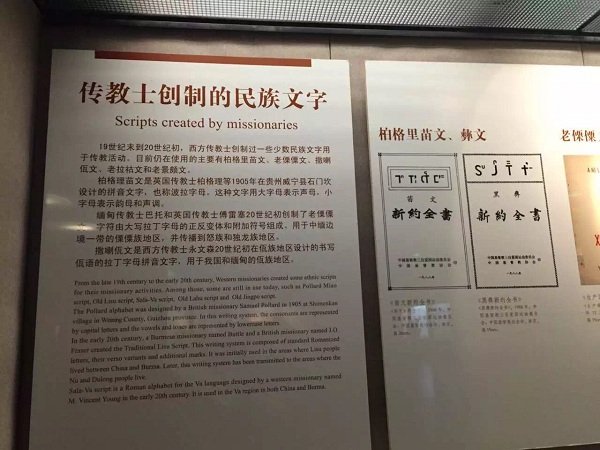 传教士创制的民族文字
Scripts created by missionaries
19世纪末到20世纪初，西方传教士创制过一些少数民族文字用
于传教活动。目前仍在使用的主要有柏格里苗文、老傈僳文、撒喇
佤文、老拉祜文和老景颇文。
柏格理苗文是英国传教士柏格理等1905年在贵州威宁县石门坎
设计的拼音文字，也称波拉字母。这种文字用大字母表示声母，小
字母表示韵母和声调。
缅甸传教士巴托和英国传教士傅雷塞20世纪初创制了老傈僳
文。字符由大写拉丁字母的正反变体和附加符号组成，用于中缅边
境一带的傈僳族地区，并传播到怒族和独龙族地区。
撒喇佤文是西方传教士永文森20世纪初在佤族地区设计的书写
佤语的拉丁字母拼音文字，用于我国和缅甸的佤族地区。
From the late 19th century to the early 20th century, Western missionaries created some ethnic scripts
for their missionary activities. Among those, some are still in use today, such as Pollard Miao
script, Old Lisu script, Sala-Va script, Old Lahu script and Old Jingpo script.
The Pollard alphabet was designed by a British missionary Samuel Pollard in 1905 at Shimenkan
village in Weining County, Guizhou province. In this writing system, the consonants are represented
by capital letters and the vowels and tones are represented by lowercase letters.
In the early 20th century, a Burmese missionary named Battu and a British missionary named J.O.
Fraser created the Traditional Lisu Script. This writing system is composed of standard Romanized
letters, their verso variants and additional marks. It was initially used in the areas where Lisu people
lived between China and Burma. Later, this writing system has been transmitted to the areas where the
Nu and Dulong people live.
Sala-Va script is a Roman alphabet for the Va language designed by a western missionary named
M. Vincent Young in the early 20th century. It is used in the Va region in both China and Burma.
柏格里苗文、彝文
苗文
新約全書
黑彝
新約全書
老傈僳